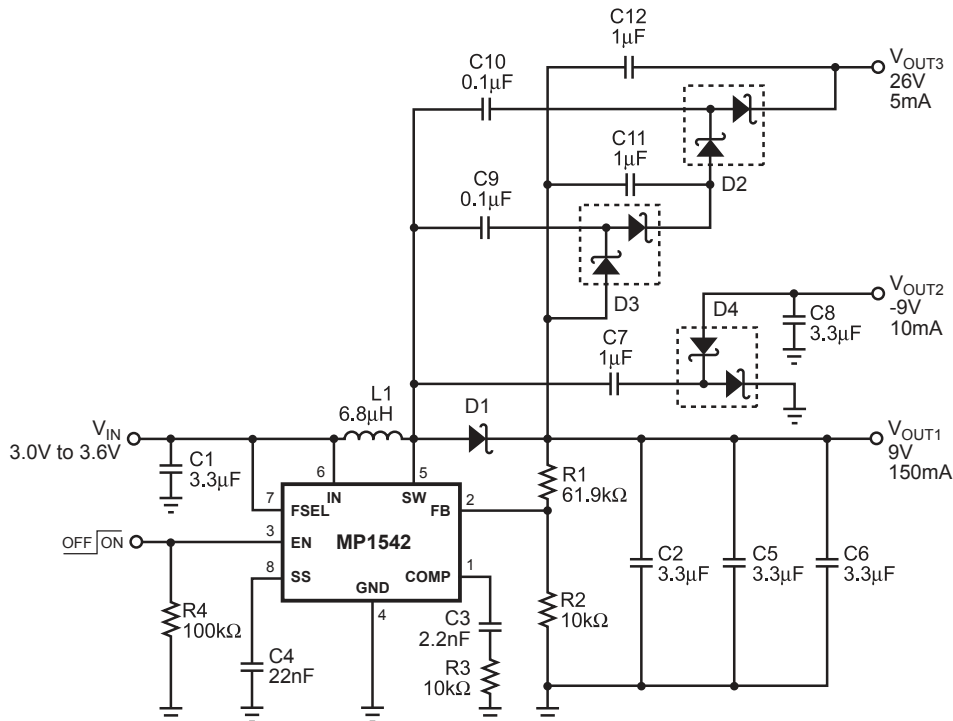 C12
1µF
VOUT3
26V
5mA
C10
0.1µF
C11
1µF
D2
C9
0.1µF
D3
VOUT2
-9V
10mA
D4
C8
3.3µF
C7
1µF
L1
6.8µH
D1
VIN
3.0V to 3.6V
VOUT1
9V
150mA
C1
3.3µF
6
5
R1
61.9kΩ
7
IN
SW
2
FSEL
FB
3
OFF ON
EN
MP1542
8
SS
COMP
1
GND
4
C2
3.3µF
C5
3.3µF
C6
3.3µF
R4
100kΩ
R2
10kΩ
C3
2.2nF
C4
22nF
R3
10kΩ